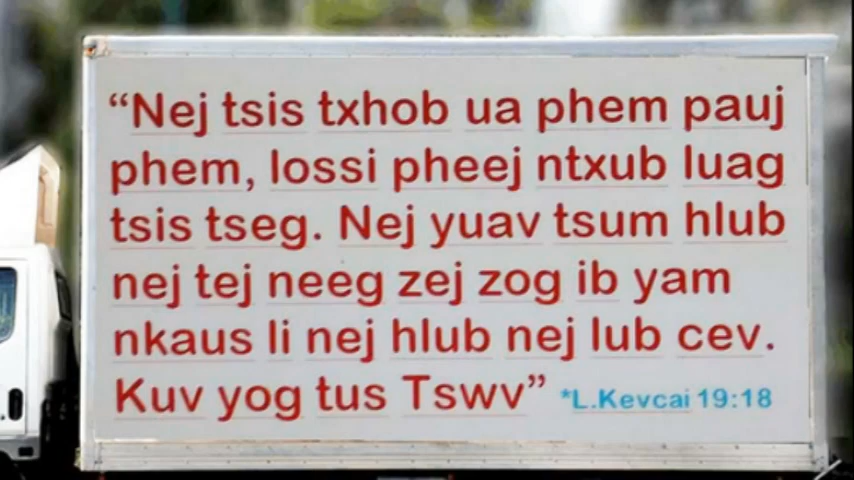 “Nej tsis txhob ua phem pauj
phem, lossi pheej ntxub luag
tsis tseg. Nej yuav tsum hlub
nej tej neeg zej zog ib yam
nkaus li nej hlub nej lub cev.
Kuv yog tus Tswv” *L.Kevcai 19:18